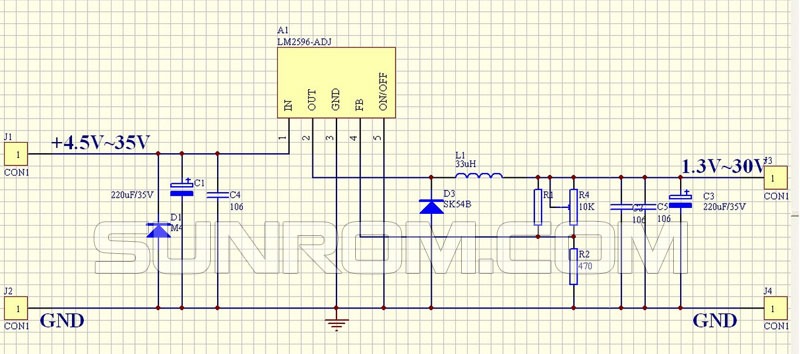 A1
LM2596-ADJ
IN
OUT
GND
FB
ON/OFF
1
2
3
4
5
J1
1
CON1
+4.5V~35V
C1
220uF/35V
C4
106
D1
M4
L1
33uH
D3
SK54B
R1
R4
10K
R2
470
C5
106
106
C3
220uF/35V
1.3V~30V
J3
1
CON1
SUNROM.COM
J2
1
CON1
GND
GND
J4
1
CON1